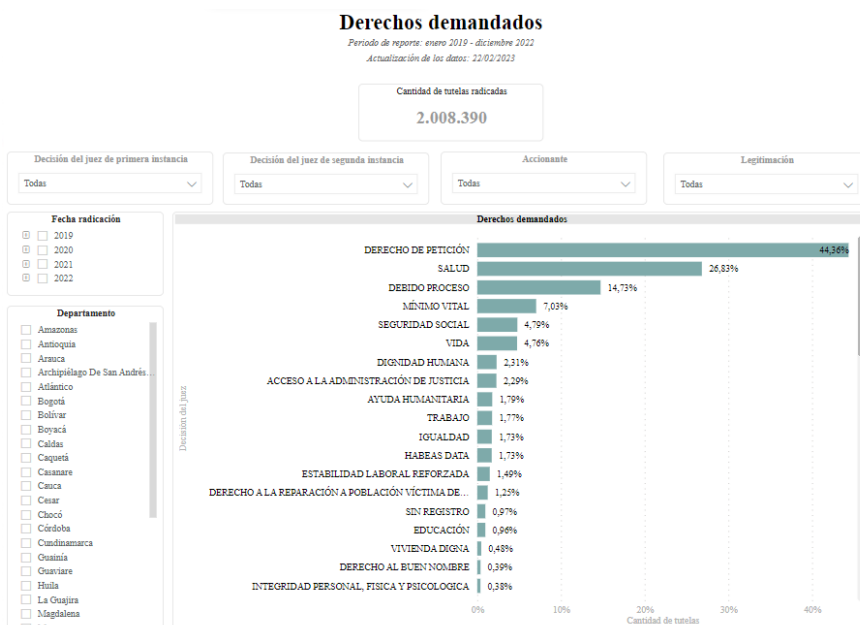 Derechos demandados
Periodo de reporte: enero 2019 - diciembre 2022
Actualización de los datos: 22/02/2023
Cantidad de tutelas radicadas
2.008.390
Decisión del juez de primera instancia
Todas
Decisión del juez de segunda instancia
Todas
Accionante
Todas
Legitimación
Todas
Fecha radicación
2019
2020
2021
2022
Departamento
Amazonas
Antioquia
Arauca
Archipiélago De San Andrés...
Atlántico
Bogotá
Bolívar
Boyacá
Caldas
Caquetá
Casanare
Cauca
Cesar
Chocó
Córdoba
Cundinamarca
Guainía
Guaviare
Huila
La Guajira
Magdalena
Derechos demandados
Decisión del juez
DERECHO DE PETICIÓN 44,36%
SALUD 26,83%
DEBIDO PROCESO 14,73%
MÍNIMO VITAL 7,03%
SEGURIDAD SOCIAL 4,79%
VIDA 4,76%
DIGNIDAD HUMANA 2,31%
ACCESO A LA ADMINISTRACIÓN DE JUSTICIA 2,29%
AYUDA HUMANITARIA 1,79%
TRABAJO 1,77%
IGUALDAD 1,73%
HABEAS DATA 1,73%
ESTABILIDAD LABORAL REFORZADA 1,49%
DERECHO A LA REPARACIÓN A POBLACIÓN VÍCTIMA DE... 1,25%
SIN REGISTRO 0,97%
EDUCACIÓN 0,96%
VIVIENDA DIGNA 0,48%
DERECHO AL BUEN NOMBRE 0,39%
INTEGRIDAD PERSONAL, FISICA Y PSICOLOGICA 0,38%
0% 10% 20% 30% 40%
Cantidad de tutelas